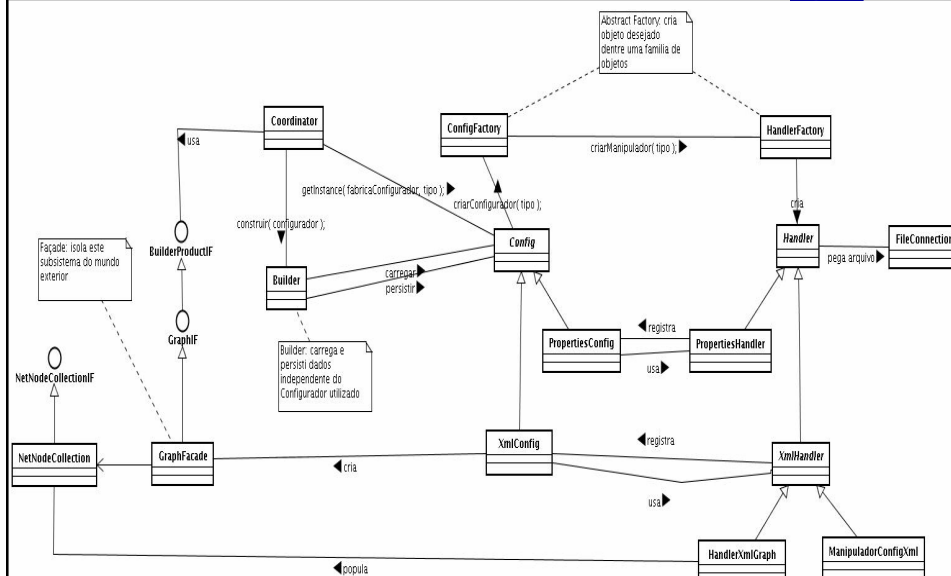 Abstract Factory: cria
objeto desejado
dentre uma familia de
objetos
Coordinator
ConfigFactory
HandlerFactory
usa
criarManipulador( tipo );
getInstance( fabricaConfigurador, tipo );
criarConfigurador( tipo );
cria
construir( configurador );
BuilderProductIF
Config
Handler
FileConnection
pega arquivo
Façade: isola este
subsistema do mundo
exterior
Builder
carregar
persistir
GraphIF
registra
PropertiesConfig
PropertiesHandler
usa
Builder: carrega e
persisti dados
independente do
Configurador utilizado
NetNodeCollectionIF
XmlConfig
registra
NetNodeCollection
GraphFacade
XmlHandler
cria
usa
HandlerXmlGraph
ManipuladorConfigXml
popula